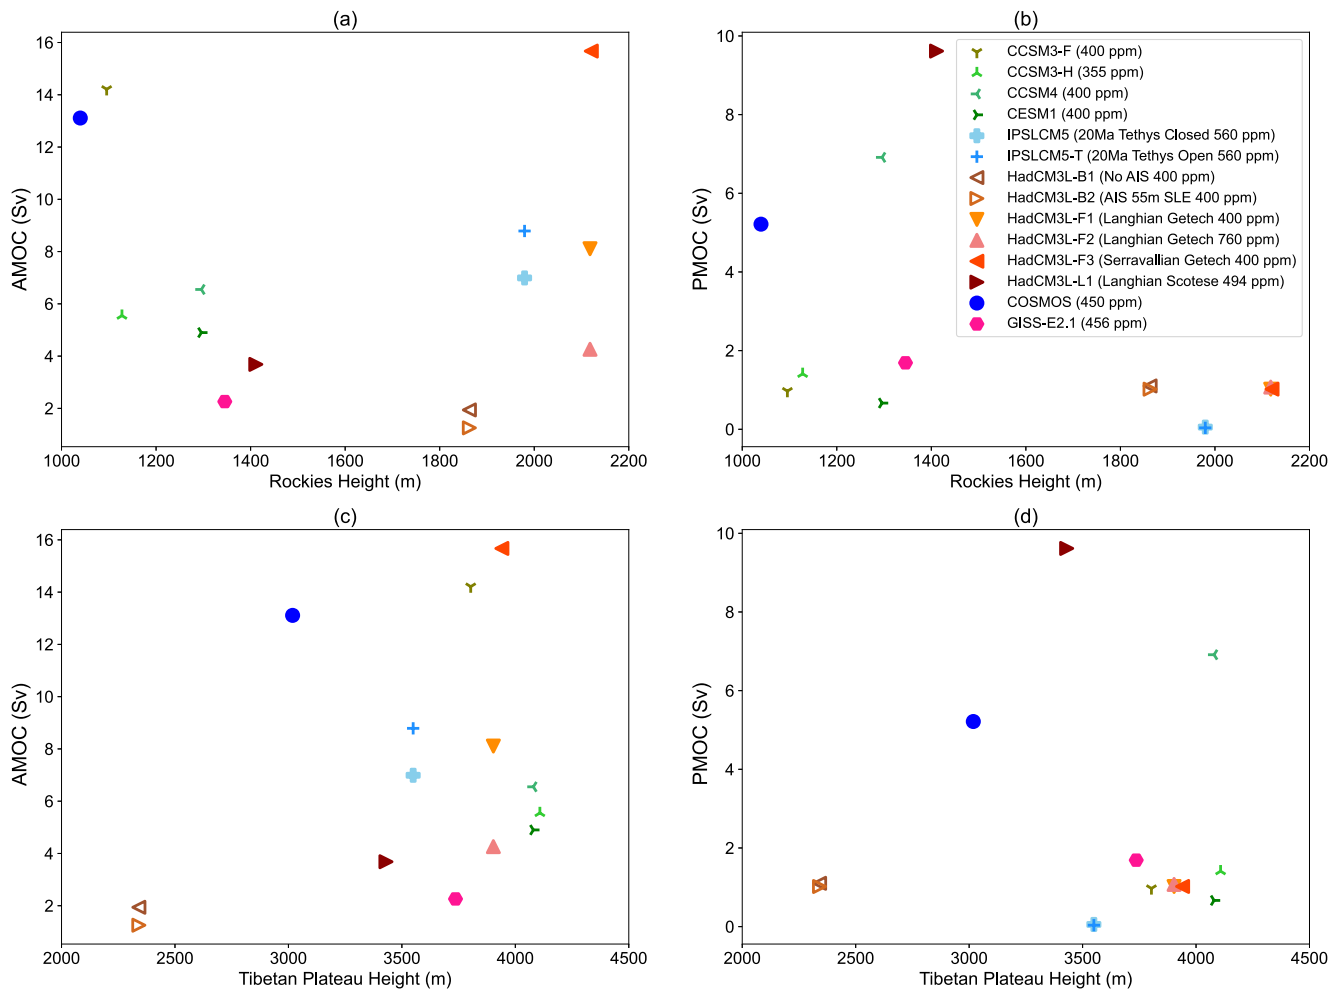 (a)
16
14
12
10
8
6
4
2
AMOC (Sv)
1000 1200 1400 1600 1800 2000 2200
Rockies Height (m)
(b)
10
8
6
4
2
0
PMOC (Sv)
CCSM3-F (400 ppm)
CCSM3-H (355 ppm)
CCSM4 (400 ppm)
CESM1 (400 ppm)
IPSLCM5 (20Ma Tethys Closed 560 ppm)
IPSLCM5-T (20Ma Tethys Open 560 ppm)
HadCM3L-B1 (No AIS 400 ppm)
HadCM3L-B2 (AIS 55m SLE 400 ppm)
HadCM3L-F1 (Langhian Getech 400 ppm)
HadCM3L-F2 (Langhian Getech 760 ppm)
HadCM3L-F3 (Serravallian Getech 400 ppm)
HadCM3L-L1 (Langhian Scotese 494 ppm)
COSMOS (450 ppm)
GISS-E2.1 (456 ppm)
1000 1200 1400 1600 1800 2000 2200
Rockies Height (m)
(c)
16
14
12
10
8
6
4
2
AMOC (Sv)
2000 2500 3000 3500 4000 4500
Tibetan Plateau Height (m)
(d)
10
8
6
4
2
0
PMOC (Sv)
2000 2500 3000 3500 4000 4500
Tibetan Plateau Height (m)